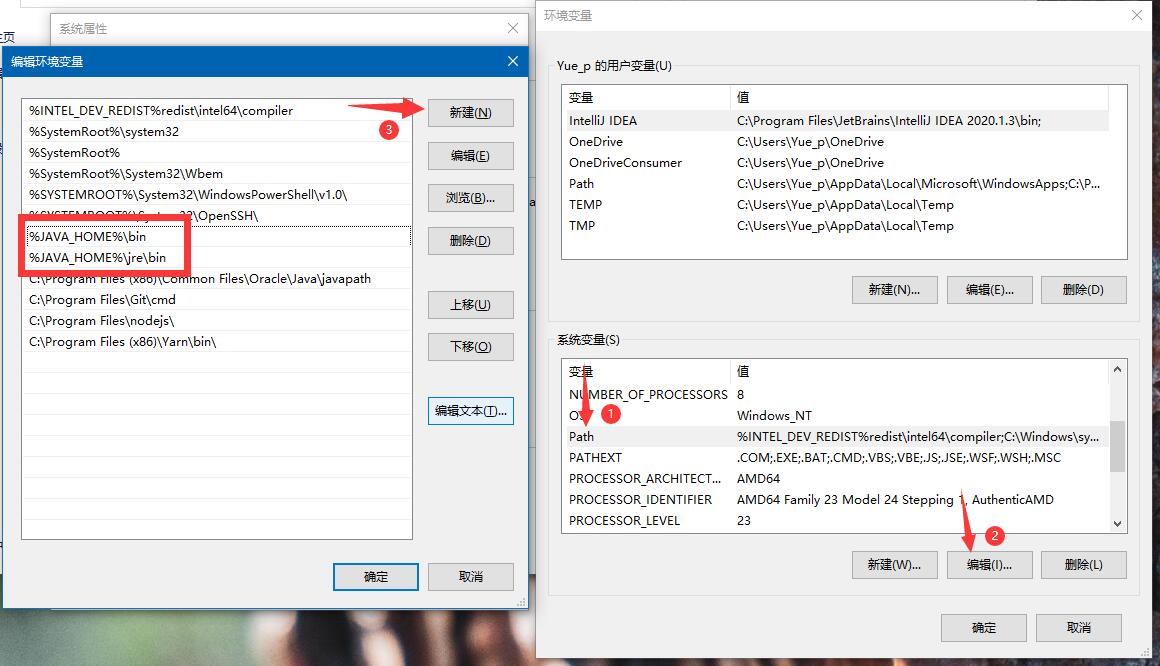 主页
系统属性
编辑环境变量
%INTEL_DEV_REDIST%redist\intel64\compiler
%SystemRoot%\system32
%SystemRoot%
%SystemRoot%\System32\Wbem
%SYSTEMROOT%\System32\WindowsPowerShell\v1.0\
%SYSTEMROOT%\System32\OpenSSH\
%JAVA_HOME%\bin
%JAVA_HOME%\jre\bin
C:\Program Files (x86)\Common Files\Oracle\Java\javapath
C:\Program Files\Git\cmd
C:\Program Files\nodejs\
C:\Program Files (x86)\Yarn\bin\
3
新建(N)
编辑(E)
浏览(B)...
删除(D)
上移(U)
下移(O)
编辑文本(T)...
确定
取消
环境变量
Yue_p 的用户变量(U)
变量 值
IntelliJ IDEA C:\Program Files\JetBrains\IntelliJ IDEA 2020.1.3\bin;
OneDrive C:\Users\Yue_p\OneDrive
OneDriveConsumer C:\Users\Yue_p\OneDrive
Path C:\Users\Yue_p\AppData\Local\Microsoft\WindowsApps;C:\P...
TEMP C:\Users\Yue_p\AppData\Local\Temp
TMP C:\Users\Yue_p\AppData\Local\Temp
新建(N)... 编辑(E)... 删除(D)
系统变量(S)
变量 值
NUMBER_OF_PROCESSORS 8
OS Windows_NT
1
Path %INTEL_DEV_REDIST%redist\intel64\compiler;C:\Windows\sy...
PATHEXT .COM;.EXE;.BAT;.CMD;.VBS;.VBE;.JS;.JSE;.WSF;.WSH;.MSC
PROCESSOR_ARCHITECT... AMD64
PROCESSOR_IDENTIFIER AMD64 Family 23 Model 24 Stepping 1, AuthenticAMD
PROCESSOR_LEVEL 23
2
新建(W)... 编辑(I)... 删除(L)
确定 取消